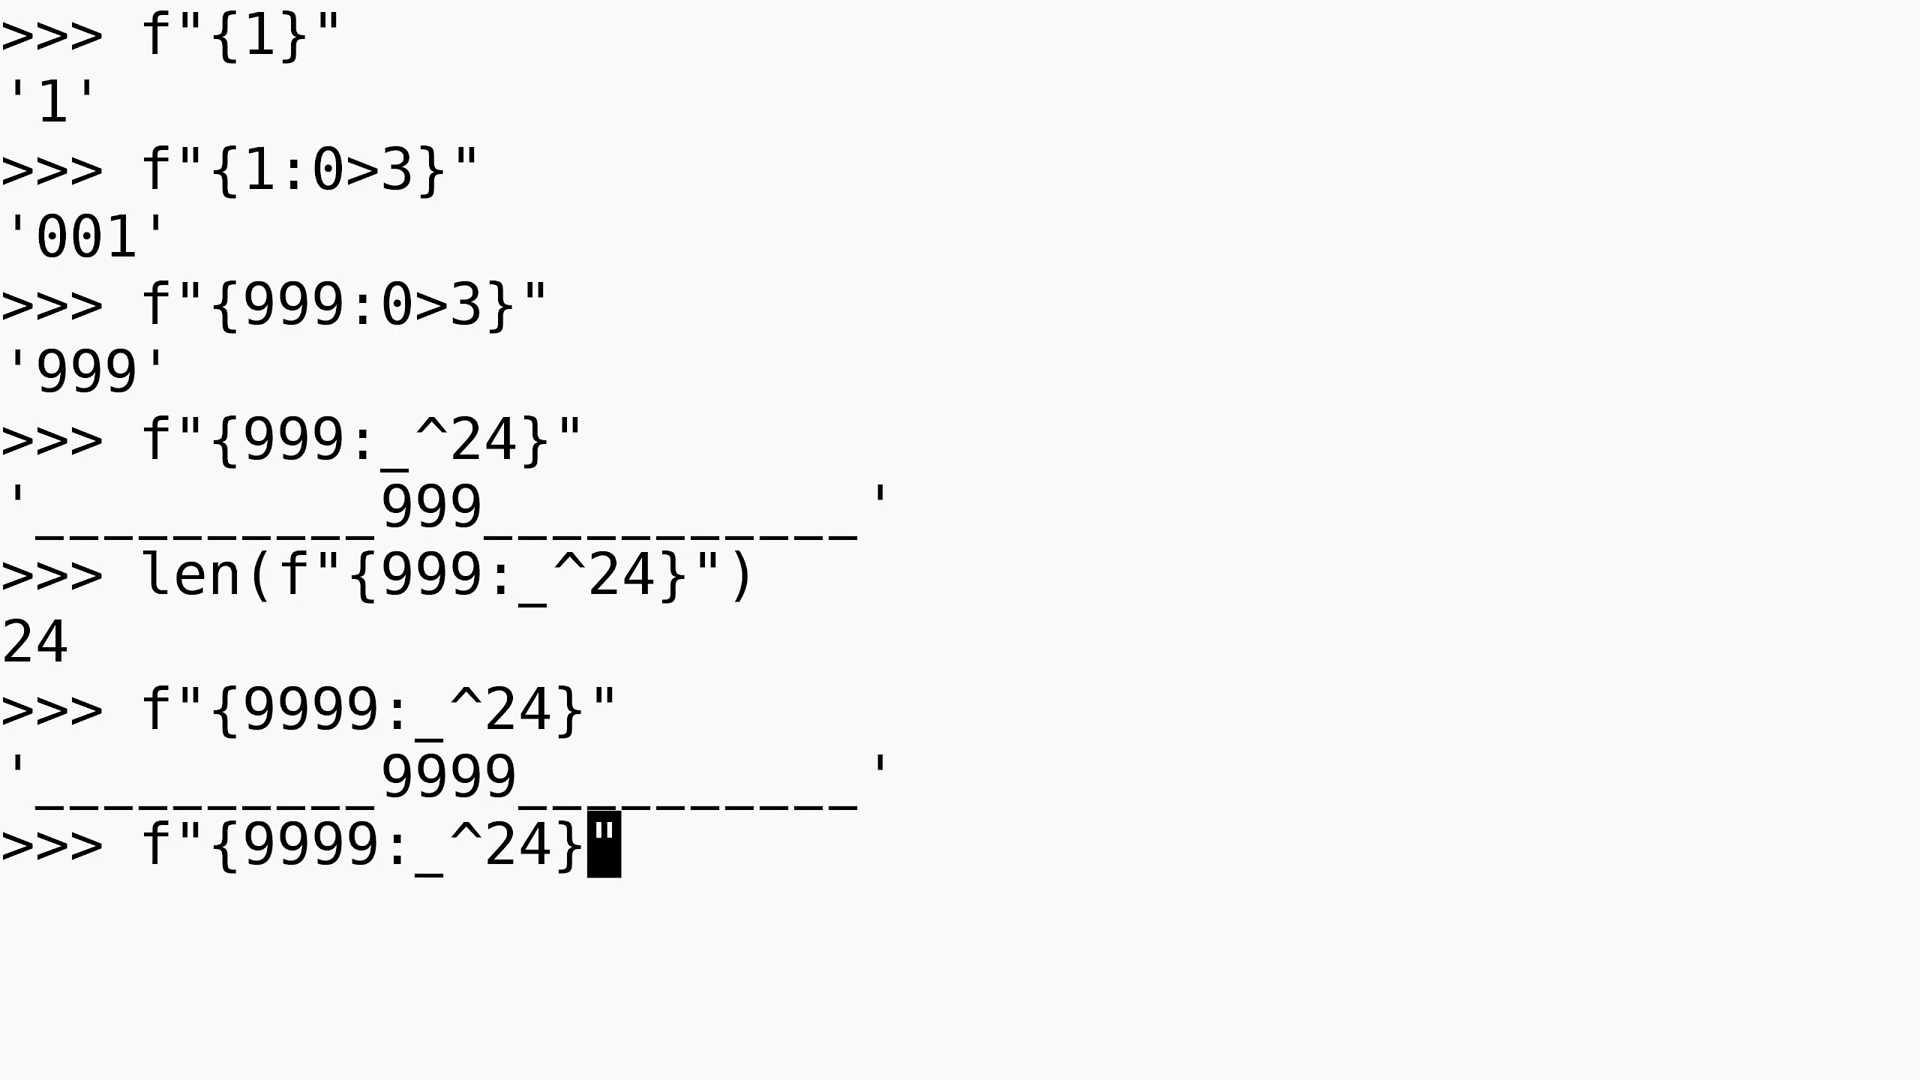 >>> f"{1}"
'1'
>>> f"{1:0>3}"
'001'
>>> f"{999:0>3}"
'999'
>>> f"{999:_^24}"
'__________999___________'
>>> len(f"{999:_^24}")
24
>>> f"{9999:_^24}"
'__________9999__________'
>>> f"{9999:_^24}"